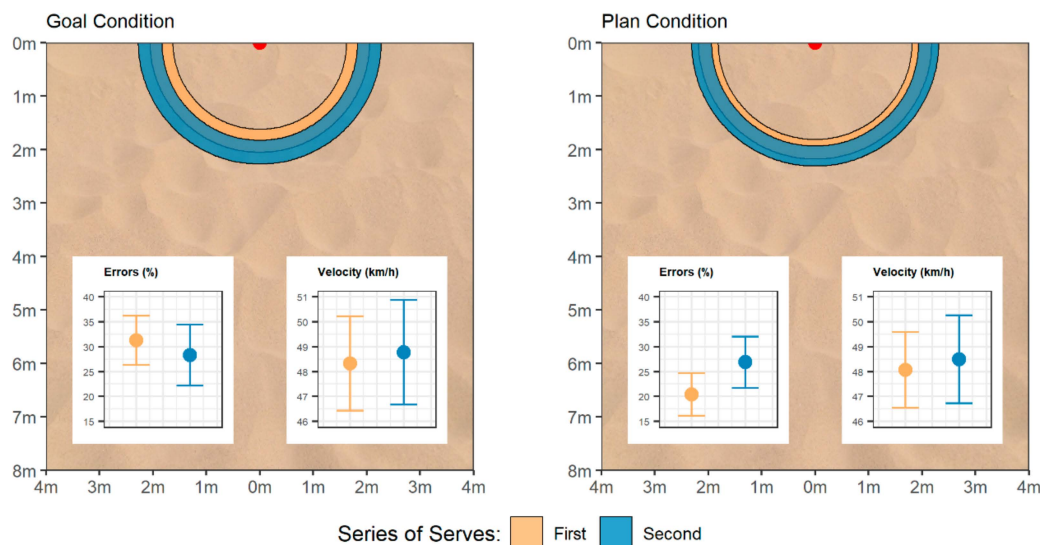 Goal Condition
0m
1m
2m
3m
4m
5m
6m
7m
8m
4m 3m 2m 1m 0m 1m 2m 3m 4m
Errors (%)
40
35
30
25
20
15
Velocity (km/h)
51
50
49
48
47
46
Plan Condition
0m
1m
2m
3m
4m
5m
6m
7m
8m
4m 3m 2m 1m 0m 1m 2m 3m 4m
Errors (%)
40
35
30
25
20
15
Velocity (km/h)
51
50
49
48
47
46
Series of Serves: First Second